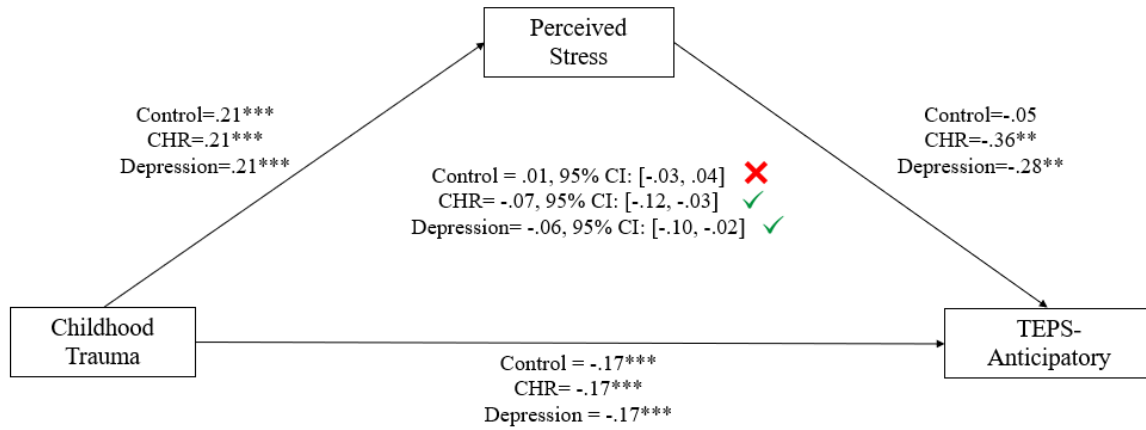 Perceived
Stress
Control=.21***
CHR=.21***
Depression=.21***
Control=-.05
CHR=-.36**
Depression=-.28**
Control = .01, 95% CI: [-.03, .04]
CHR= -.07, 95% CI: [-.12, -.03]
Depression= -.06, 95% CI: [-.10, -.02]
Childhood
Trauma
TEPS-
Anticipatory
Control = -.17***
CHR= -.17***
Depression = -.17***